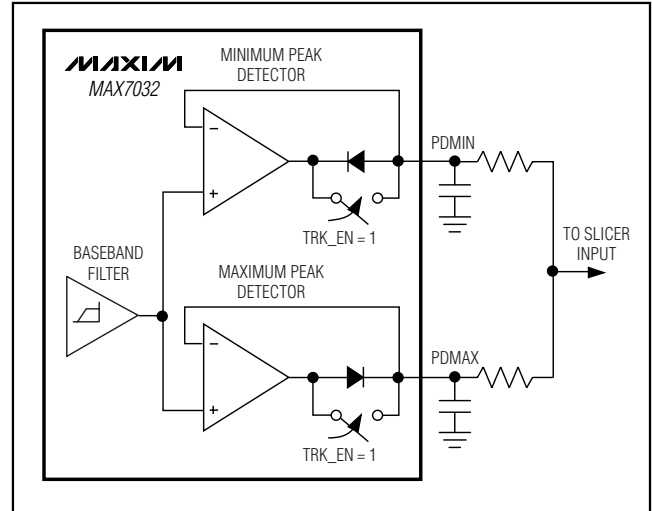 MAXIM
MAX7032
MINIMUM PEAK
DETECTOR
−
+
PDMIN
TRK_EN = 1
BASEBAND
FILTER
TO SLICER
INPUT
MAXIMUM PEAK
DETECTOR
−
+
PDMAX
TRK_EN = 1